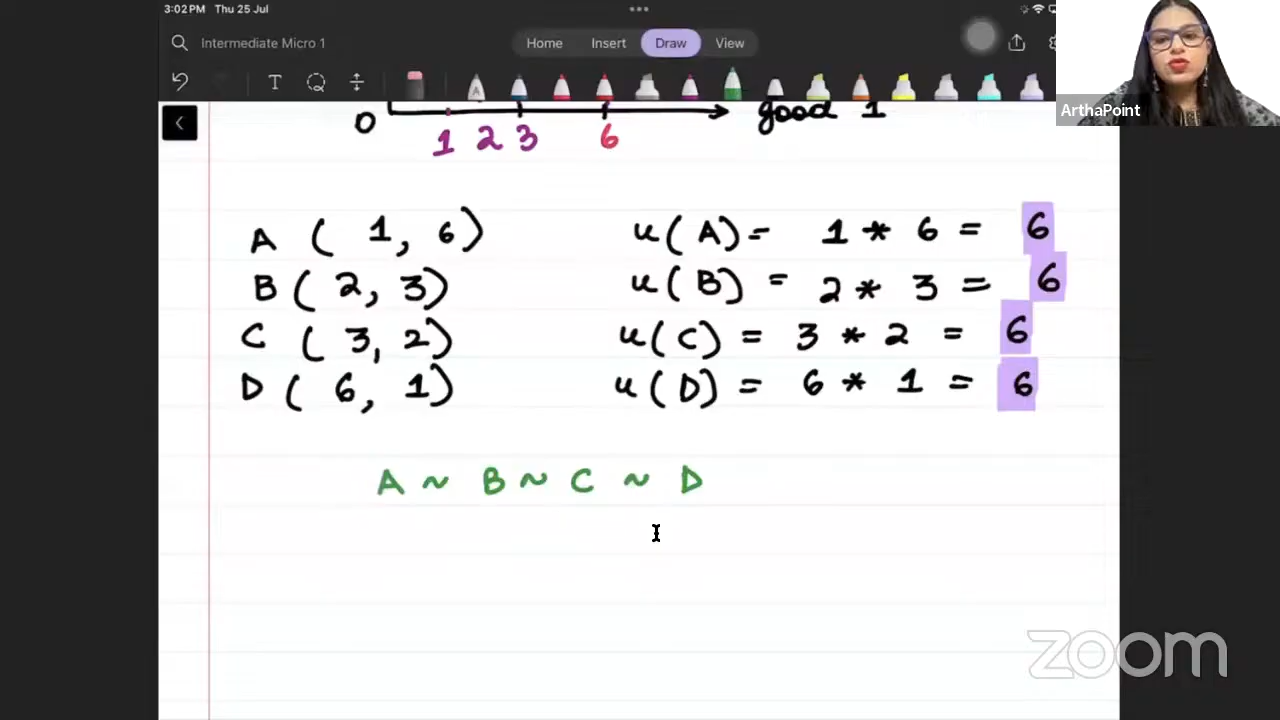 3:02 PM Thu 25 Jul
Intermediate Micro 1
Home Insert Draw View
T
A
ArthaPoint
0 good 1
1 2 3 6
A ( 1, 6) u(A) = 1 * 6 = 6
B ( 2, 3) u(B) = 2 * 3 = 6
C ( 3, 2) u(C) = 3 * 2 = 6
D ( 6, 1) u(D) = 6 * 1 = 6
A ~ B ~ C ~ D
zoom